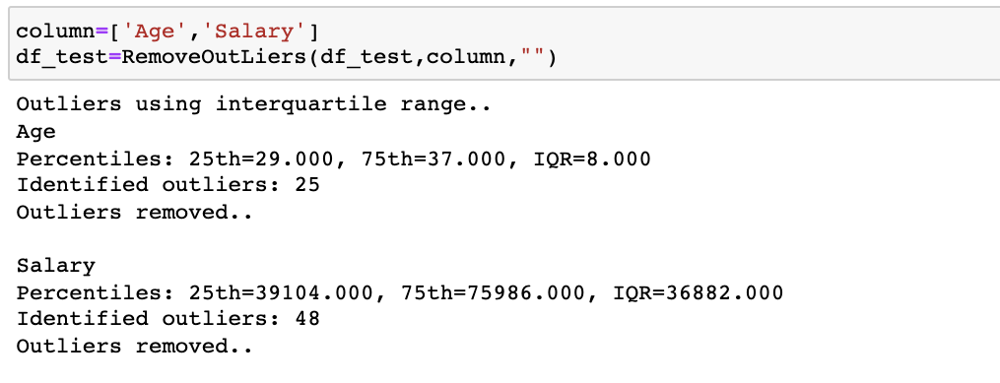 column=['Age','Salary']
df_test=RemoveOutLiers(df_test,column,"")
Outliers using interquartile range..
Age
Percentiles: 25th=29.000, 75th=37.000, IQR=8.000
Identified outliers: 25
Outliers removed..
Salary
Percentiles: 25th=39104.000, 75th=75986.000, IQR=36882.000
Identified outliers: 48
Outliers removed..